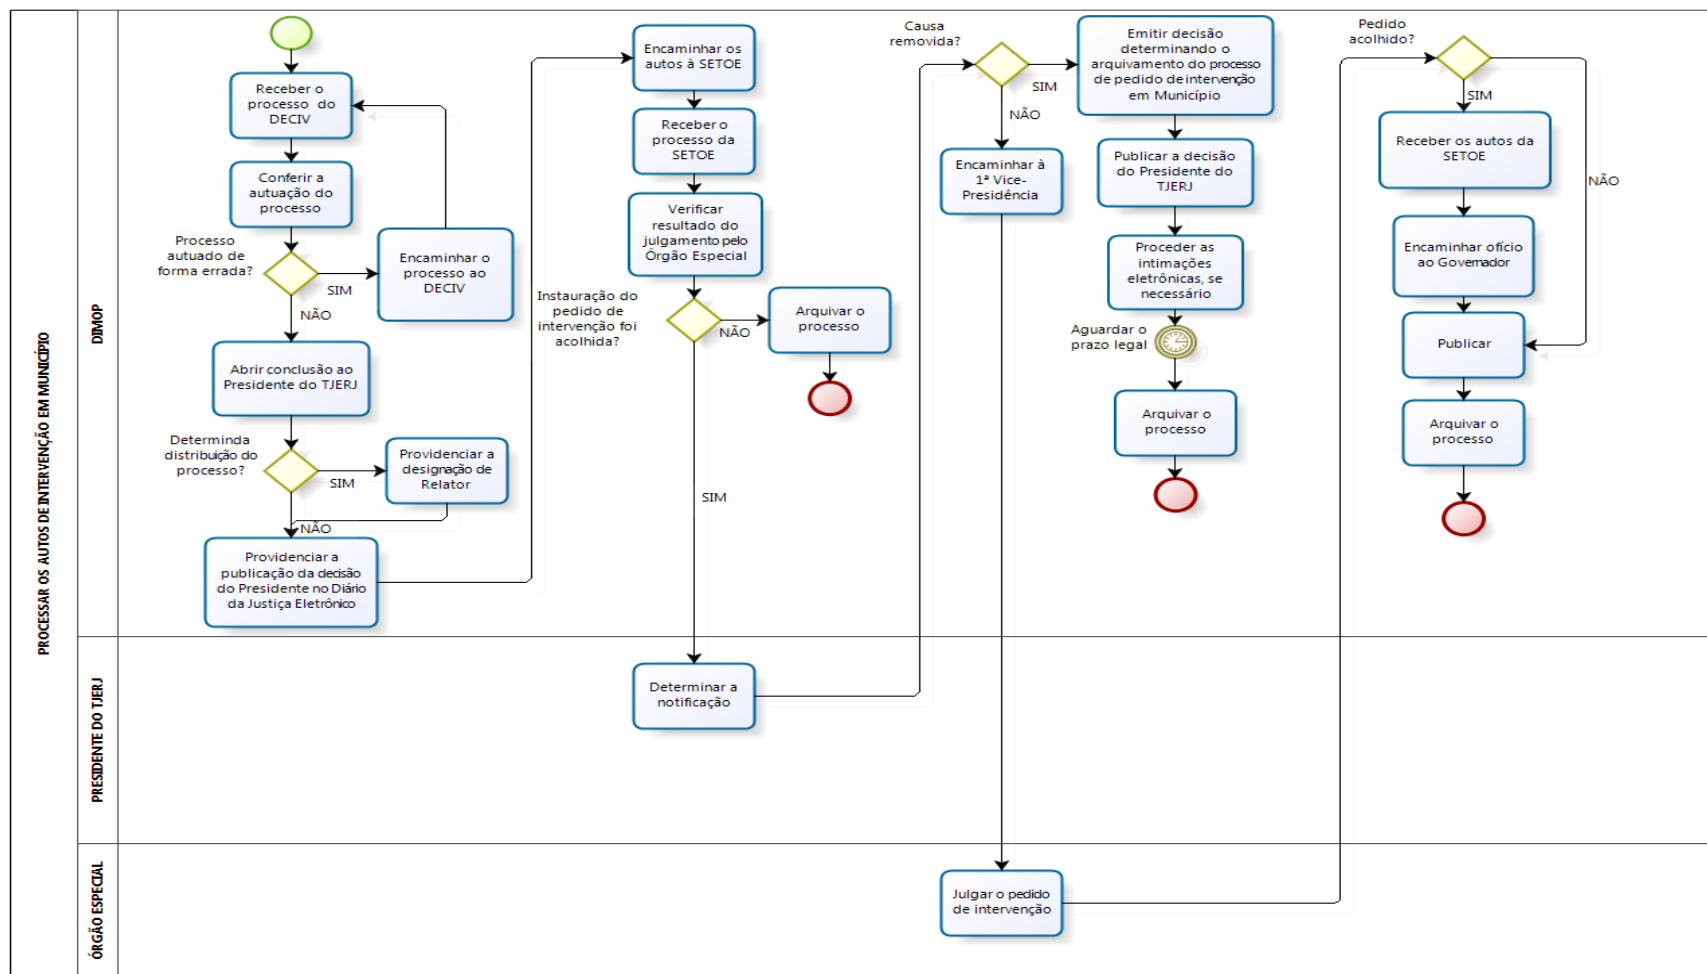 PROCESSAR OS AUTOS DE INTERVENÇÃO EM MUNICÍPIO
DIMOP
Receber o
processo do
DECIV
Conferir a
autuação do
processo
Processo
autuado de
forma errada?
SIM
NÃO
Encaminhar o
processo ao
DECIV
Abrir conclusão ao
Presidente do TJERJ
Determinda
distribuição do
processo?
SIM
NÃO
Providenciar a
designação de
Relator
Providenciar a
publicação da decisão
do Presidente no Diário
da Justiça Eletrônico
Encaminhar os
autos à SETOE
Receber o
processo da
SETOE
Verificar
resultado do
julgamento pelo
Órgão Especial
Instauração do
pedido de
intervenção foi
acolhida?
NÃO
SIM
Arquivar o
processo
Causa
removida?
SIM
NÃO
Encaminhar à
1ª Vice-
Presidência
Emitir decisão
determinando o
arquivamento do processo
de pedido de intervenção
em Município
Publicar a decisão
do Presidente do
TJERJ
Proceder as
intimações
eletrônicas, se
necessário
Aguardar o
prazo legal
Arquivar o
processo
Pedido
acolhido?
SIM
NÃO
Receber os autos da
SETOE
Encaminhar ofício
ao Governador
Publicar
Arquivar o
processo
PRESIDENTE DO TJERJ
Determinar a
notificação
ÓRGÃO ESPECIAL
Julgar o pedido
de intervenção